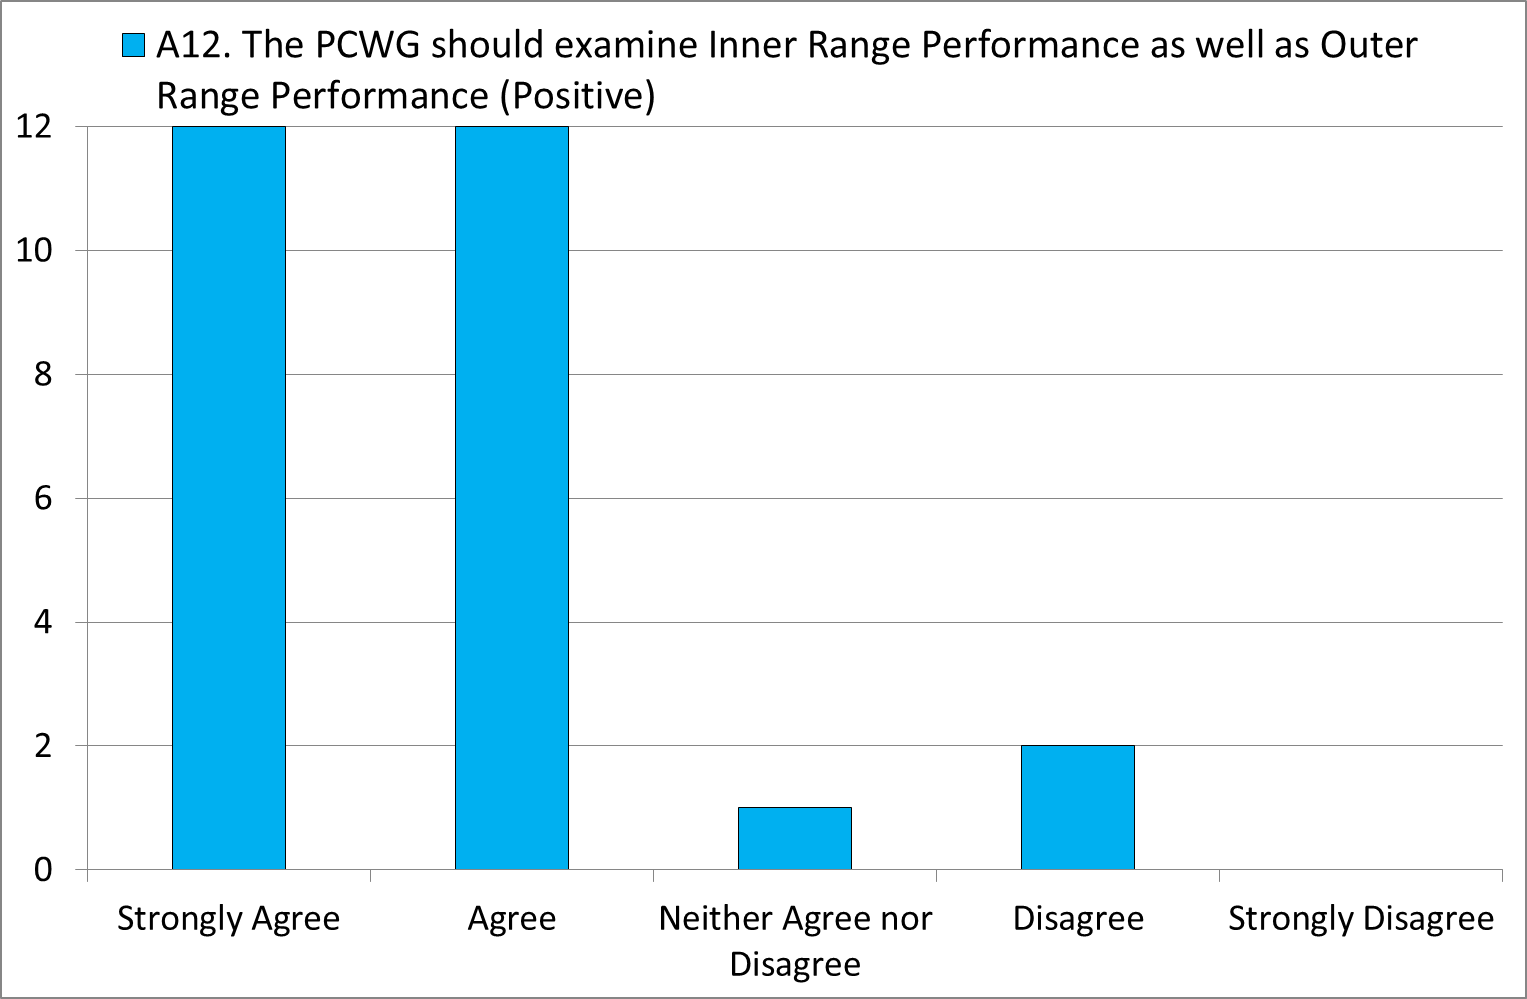 A12. The PCWG should examine Inner Range Performance as well as Outer
Range Performance (Positive)
12
10
8
6
4
2
0
Strongly Agree
Agree
Neither Agree nor
Disagree
Disagree
Strongly Disagree